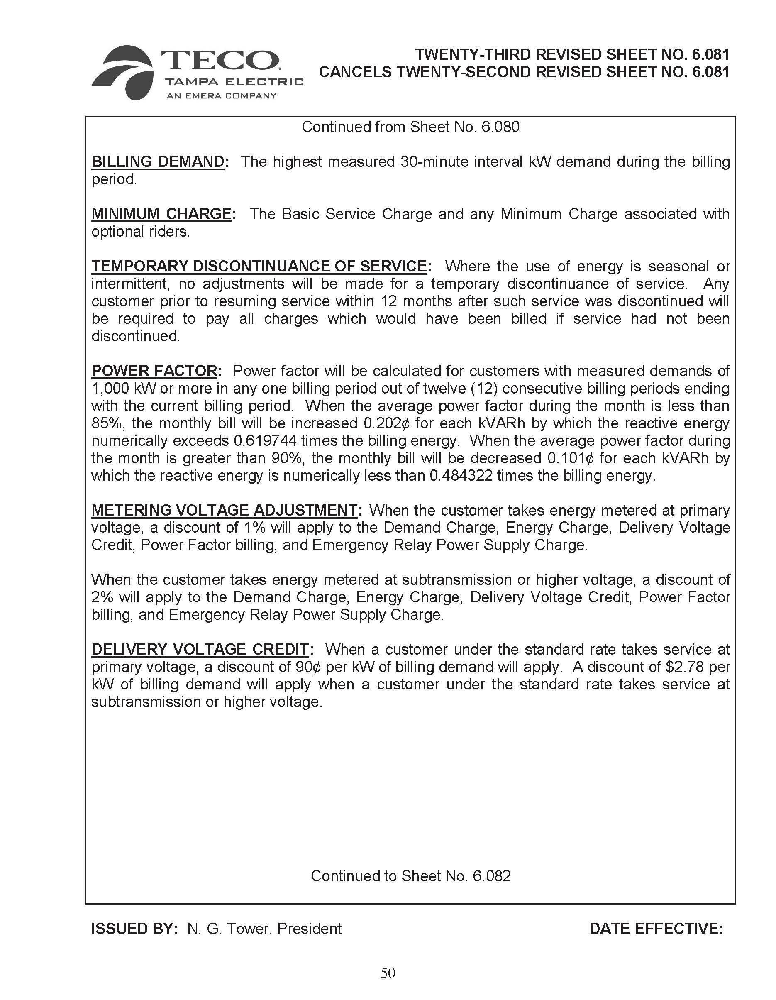 TECO®
TAMPA ELECTRIC
AN EMERA COMPANY
TWENTY-THIRD REVISED SHEET NO. 6.081
CANCELS TWENTY-SECOND REVISED SHEET NO. 6.081
Continued from Sheet No. 6.080
BILLING DEMAND: The highest measured 30-minute interval kW demand during the billing
period.
MINIMUM CHARGE: The Basic Service Charge and any Minimum Charge associated with
optional riders.
TEMPORARY DISCONTINUANCE OF SERVICE: Where the use of energy is seasonal or
intermittent, no adjustments will be made for a temporary discontinuance of service. Any
customer prior to resuming service within 12 months after such service was discontinued will
be required to pay all charges which would have been billed if service had not been
discontinued.
POWER FACTOR: Power factor will be calculated for customers with measured demands of
1,000 kW or more in any one billing period out of twelve (12) consecutive billing periods ending
with the current billing period. When the average power factor during the month is less than
85%, the monthly bill will be increased 0.202¢ for each kVARh by which the reactive energy
numerically exceeds 0.619744 times the billing energy. When the average power factor during
the month is greater than 90%, the monthly bill will be decreased 0.101¢ for each kVARh by
which the reactive energy is numerically less than 0.484322 times the billing energy.
METERING VOLTAGE ADJUSTMENT: When the customer takes energy metered at primary
voltage, a discount of 1% will apply to the Demand Charge, Energy Charge, Delivery Voltage
Credit, Power Factor billing, and Emergency Relay Power Supply Charge.
When the customer takes energy metered at subtransmission or higher voltage, a discount of
2% will apply to the Demand Charge, Energy Charge, Delivery Voltage Credit, Power Factor
billing, and Emergency Relay Power Supply Charge.
DELIVERY VOLTAGE CREDIT: When a customer under the standard rate takes service at
primary voltage, a discount of 90¢ per kW of billing demand will apply. A discount of $2.78 per
kW of billing demand will apply when a customer under the standard rate takes service at
subtransmission or higher voltage.
Continued to Sheet No. 6.082
ISSUED BY: N. G. Tower, President
DATE EFFECTIVE:
50